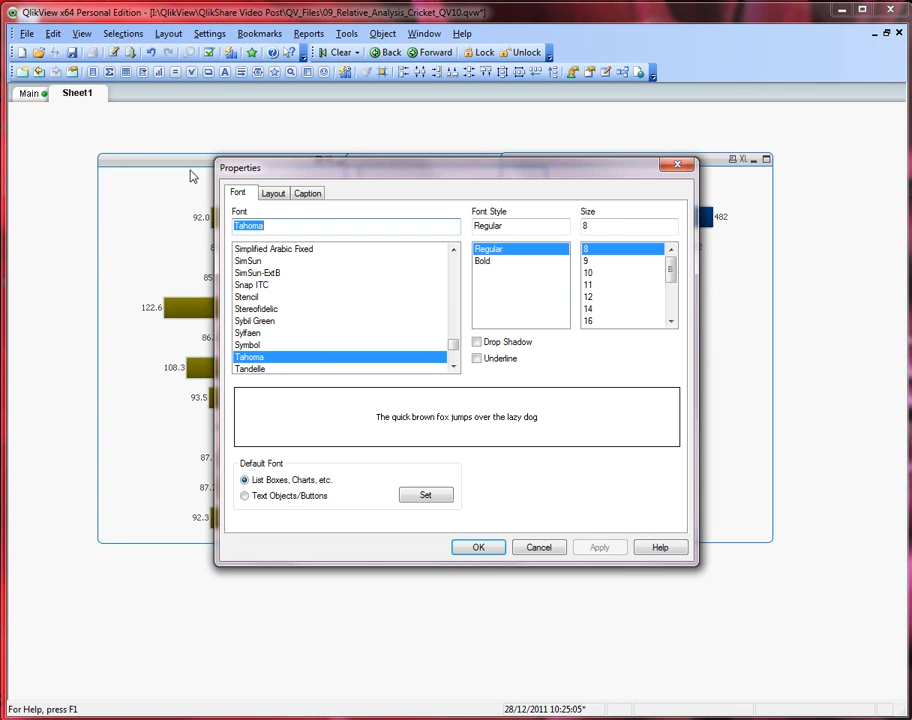 QlikView x64 Personal Edition - [I:\QlikView\QlikShare Video Post\QV_Files\09_Relative_Analysis_Cricket_QV10.qvw*]
File Edit View Selections Layout Settings Bookmarks Reports Tools Object Window Help
Clear Back Forward Lock Unlock
Main Sheet1
XL
Properties
Font Layout Caption
Font Font Style Size
Tahoma Regular 8
Simplified Arabic Fixed Regular 8
SimSun Bold 9
SimSun-ExtB 10
Snap ITC 11
Stencil 12
Stereofidelic 14
Sybil Green 16
Sylfaen
Symbol
Tahoma
Tandelle
Drop Shadow
Underline
The quick brown fox jumps over the lazy dog
Default Font
List Boxes, Charts, etc.
Text Objects/Buttons
Set
OK Cancel Apply Help
92.0
482
122.6
108.3
93.5
92.3
For Help, press F1 28/12/2011 10:25:05*